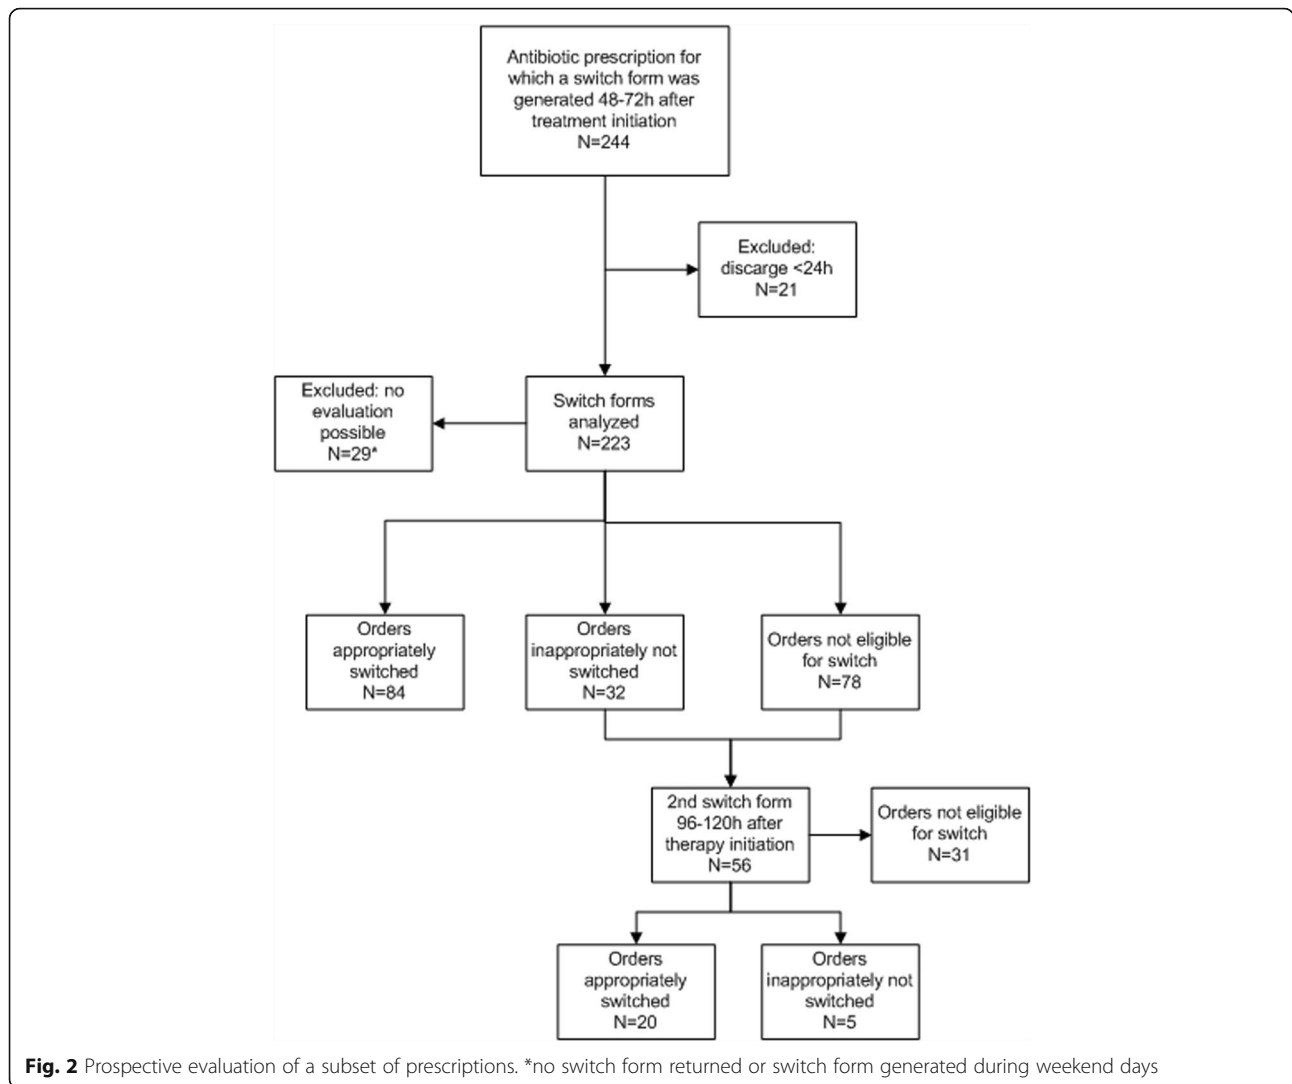 Antibiotic prescription for
which a switch form was
generated 48-72h after
treatment initiation
N=244
Excluded:
discarge <24h
N=21
Excluded: no
evaluation
possible
N=29*
Switch forms
analyzed
N=223
Orders
appropriately
switched
N=84
Orders
inappropriately not
switched
N=32
Orders not eligible
for switch
N=78
2nd switch form
96-120h after
therapy initiation
N=56
Orders not eligible
for switch
N=31
Orders
appropriately
switched
N=20
Orders
inappropriately not
switched
N=5
Fig. 2 Prospective evaluation of a subset of prescriptions. *no switch form returned or switch form generated during weekend days